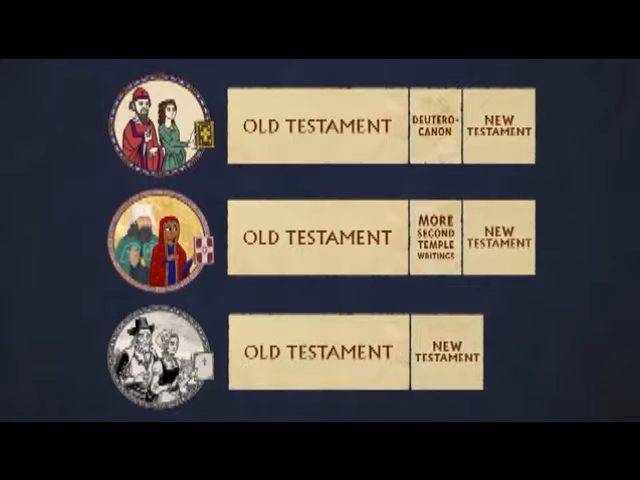 OLD TESTAMENT
DEUTERO-
CANON
NEW
TESTAMENT
OLD TESTAMENT
MORE
SECOND
TEMPLE
WRITINGS
NEW
TESTAMENT
OLD TESTAMENT
NEW
TESTAMENT